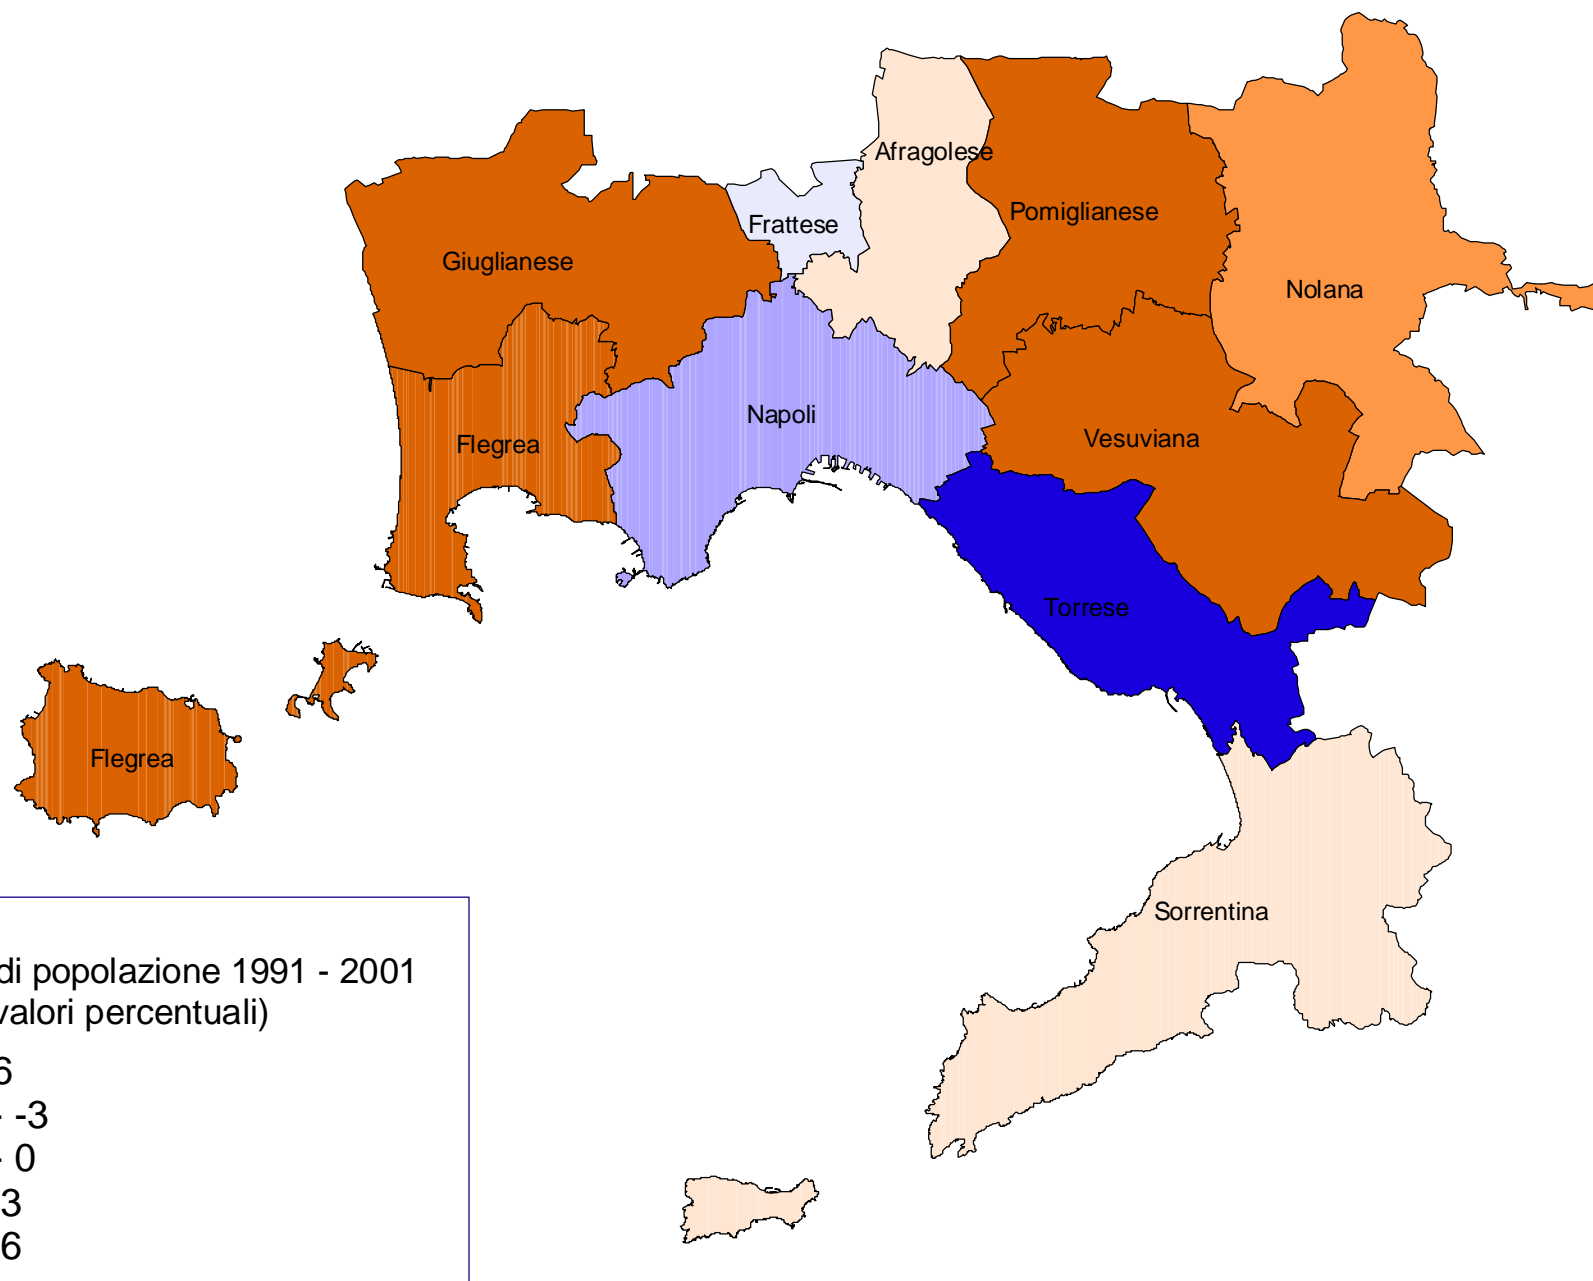 Afragolese
Pomiglianese
Frattese
Giuglianese
Nolana
Napoli
Vesuviana
Flegrea
Torrese
Flegrea
Sorrentina
di popolazione 1991 - 2001
valori percentuali)
6
- -3
- 0
3
6